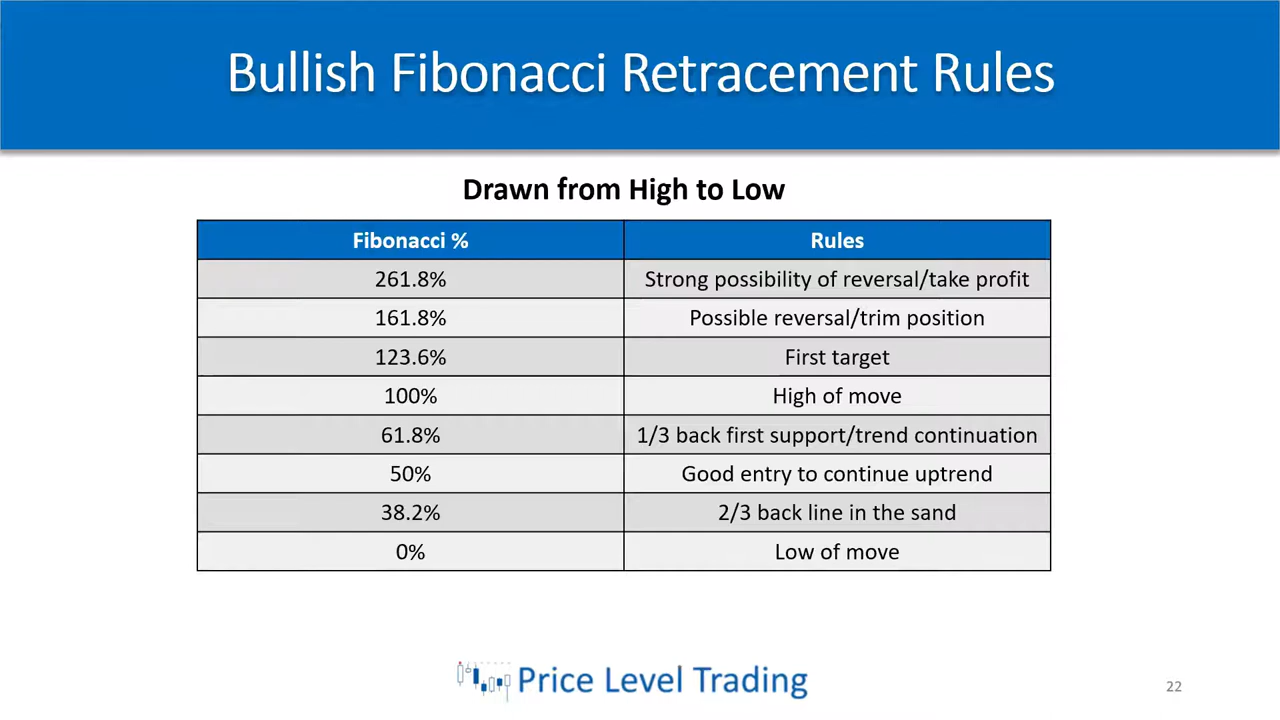 Bullish Fibonacci Retracement Rules
Drawn from High to Low
Fibonacci % Rules
261.8% Strong possibility of reversal/take profit
161.8% Possible reversal/trim position
123.6% First target
100% High of move
61.8% 1/3 back first support/trend continuation
50% Good entry to continue uptrend
38.2% 2/3 back line in the sand
0% Low of move
Price Level Trading
22